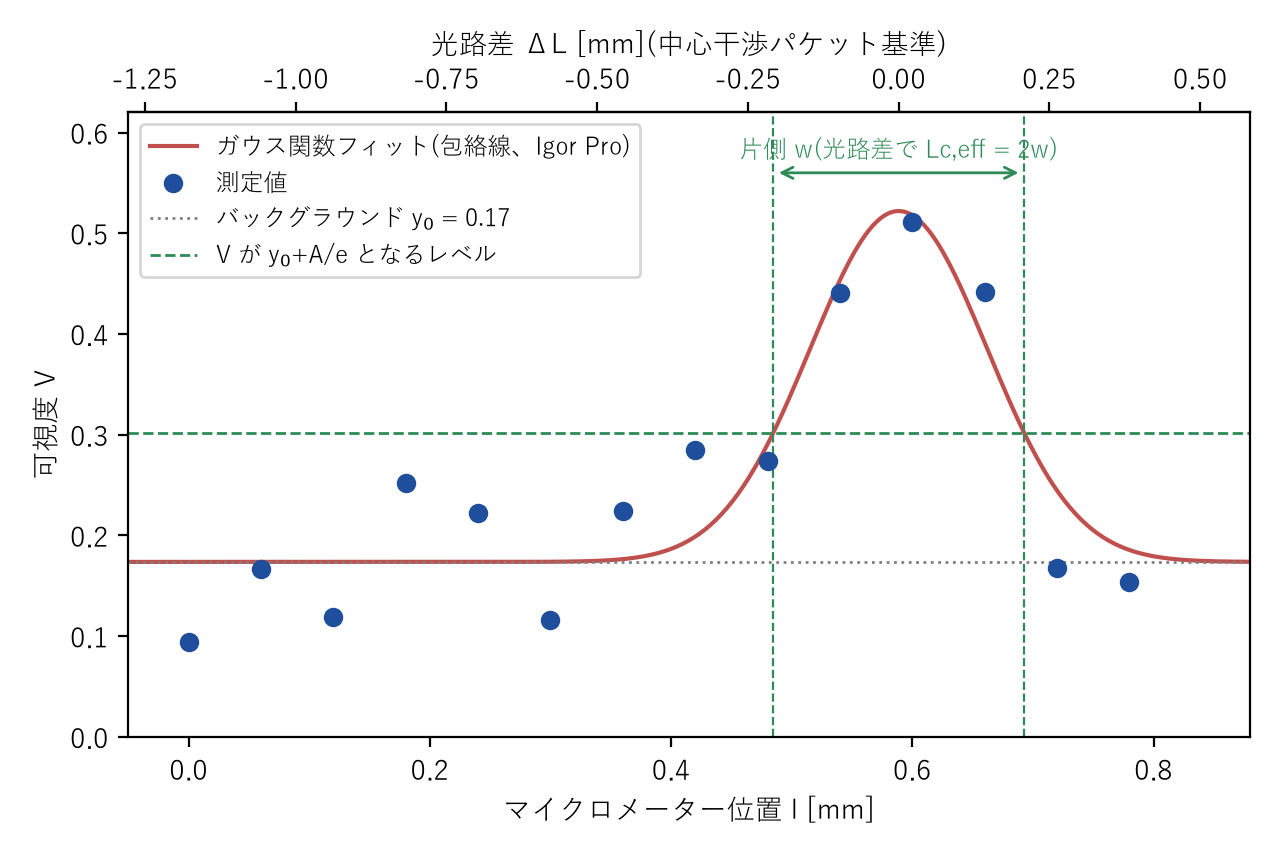 光路差 ΔL [mm](中心干渉パケット基準)
-1.25 -1.00 -0.75 -0.50 -0.25 0.00 0.25 0.50
ガウス関数フィット(包絡線、Igor Pro)
測定値
バックグラウンド y₀ = 0.17
V が y₀+A/e となるレベル
片側 w(光路差で Lc,eff = 2w)
0.6
0.5
0.4
0.3
0.2
0.1
0.0
可視度 V
0.0 0.2 0.4 0.6 0.8
マイクロメーター位置 l [mm]